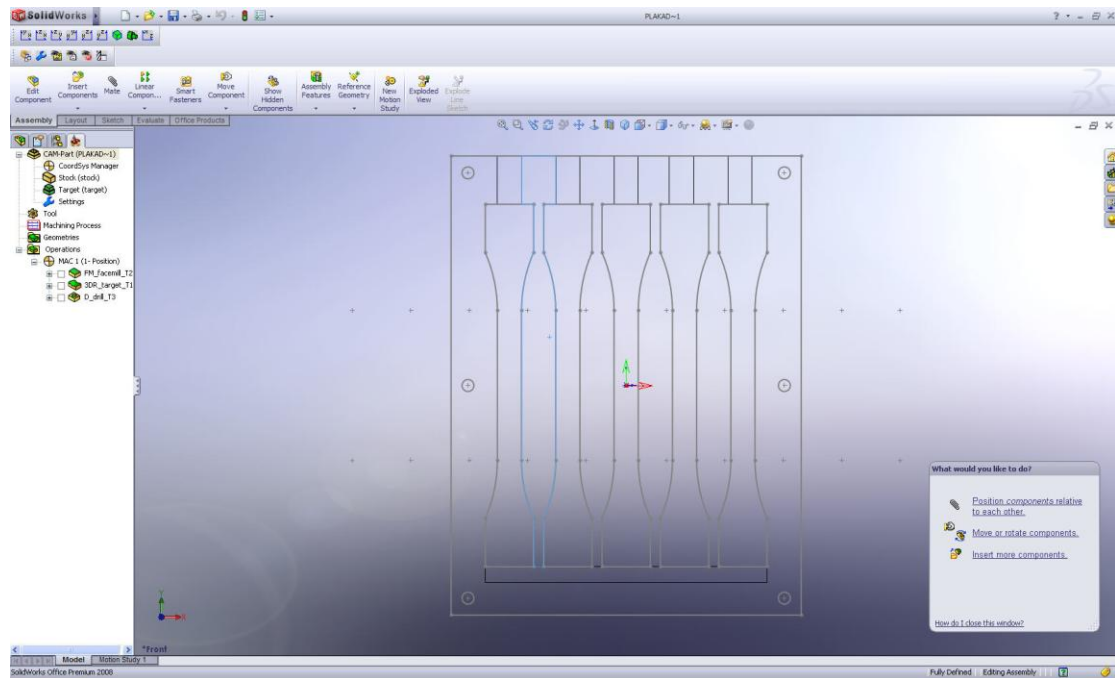 SolidWorks
PLAKAD~1
Edit Component
Insert Components
Mate
Linear Compon...
Smart Fasteners
Move Component
Show Hidden Components
Assembly Features
Reference Geometry
New Motion Study
Exploded View
Explode Line Sketch
Assembly Layout Sketch Evaluate Office Products
CAM-Part (PLAKAD~1)
CoordSys Manager
Stock (stock)
Target (target)
Settings
Tool
Machining Process
Geometries
Operations
MAC 1 (1- Position)
FM_facemill_T2
3DR_target_T1
D_drill_T3
What would you like to do?
Position components relative
to each other.
Move or rotate components.
Insert more components.
How do I close this window?
Y
X
*Front
Model Motion Study 1
SolidWorks Office Premium 2008
Fully Defined Editing Assembly